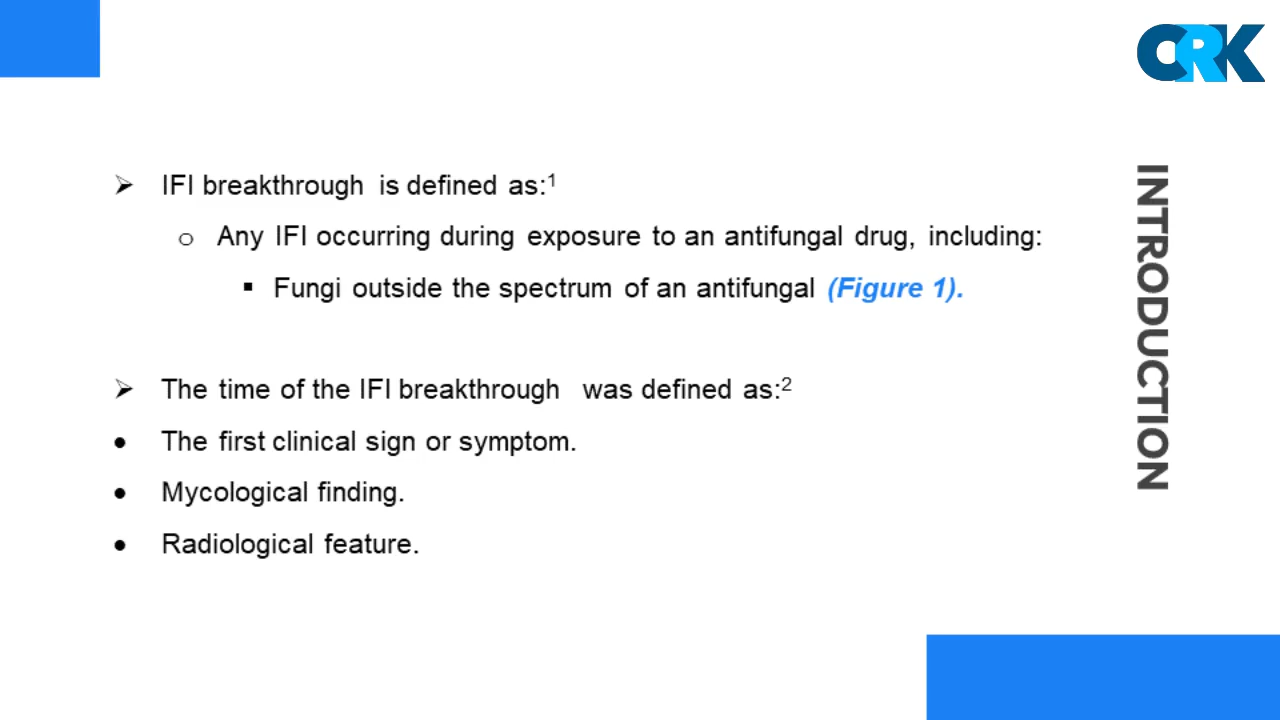 CRK
INTRODUCTION
➢ IFI breakthrough is defined as:¹
o Any IFI occurring during exposure to an antifungal drug, including:
▪ Fungi outside the spectrum of an antifungal (Figure 1).
➢ The time of the IFI breakthrough was defined as:²
• The first clinical sign or symptom.
• Mycological finding.
• Radiological feature.